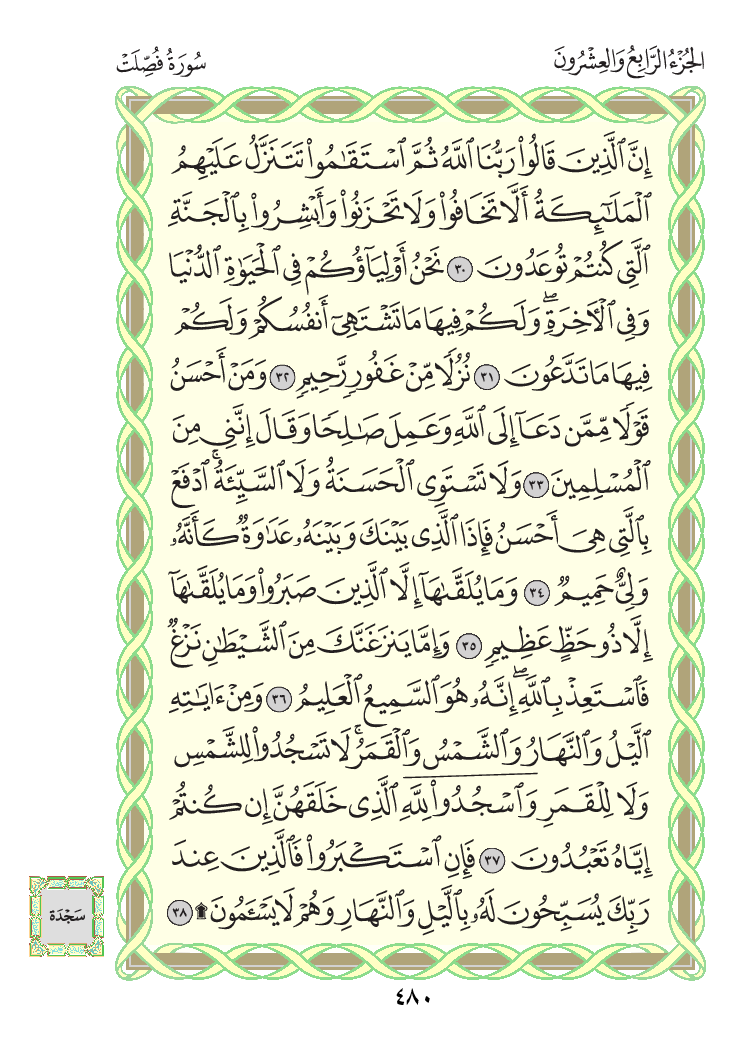 الجُزْءُ الرَّابِعُ وَالعِشْرُونَ
سُورَةُ فُصِّلَتْ
إِنَّ ٱلَّذِينَ قَالُواْ رَبُّنَا ٱللَّهُ ثُمَّ ٱسْتَقَٰمُواْ تَتَنَزَّلُ عَلَيْهِمُ
ٱلْمَلَٰٓئِكَةُ أَلَّا تَخَافُواْ وَلَا تَحْزَنُواْ وَأَبْشِرُواْ بِٱلْجَنَّةِ
ٱلَّتِى كُنتُمْ تُوعَدُونَ ٣٠ نَحْنُ أَوْلِيَآؤُكُمْ فِى ٱلْحَيَوٰةِ ٱلدُّنْيَا
وَفِى ٱلْأٓخِرَةِۖ وَلَكُمْ فِيهَا مَا تَشْتَهِىٓ أَنفُسُكُمْ وَلَكُمْ
فِيهَا مَا تَدَّعُونَ ٣١ نُزُلًا مِّنْ غَفُورٍ رَّحِيمٍ ٣٢ وَمَنْ أَحْسَنُ
قَوْلًا مِّمَّن دَعَآ إِلَى ٱللَّهِ وَعَمِلَ صَٰلِحًا وَقَالَ إِنَّنِى مِنَ
ٱلْمُسْلِمِينَ ٣٣ وَلَا تَسْتَوِى ٱلْحَسَنَةُ وَلَا ٱلسَّيِّئَةُۚ ٱدْفَعْ
بِٱلَّتِى هِىَ أَحْسَنُ فَإِذَا ٱلَّذِى بَيْنَكَ وَبَيْنَهُۥ عَدَٰوَةٌ كَأَنَّهُۥ
وَلِىٌّ حَمِيمٌ ٣٤ وَمَا يُلَقَّىٰهَآ إِلَّا ٱلَّذِينَ صَبَرُواْ وَمَا يُلَقَّىٰهَآ
إِلَّا ذُو حَظٍّ عَظِيمٍ ٣٥ وَإِمَّا يَنزَغَنَّكَ مِنَ ٱلشَّيْطَٰنِ نَزْغٌ
فَٱسْتَعِذْ بِٱللَّهِۖ إِنَّهُۥ هُوَ ٱلسَّمِيعُ ٱلْعَلِيمُ ٣٦ وَمِنْ ءَايَٰتِهِ
ٱلَّيْلُ وَٱلنَّهَارُ وَٱلشَّمْسُ وَٱلْقَمَرُۚ لَا تَسْجُدُواْ لِلشَّمْسِ
وَلَا لِلْقَمَرِ وَٱسْجُدُواْ لِلَّهِ ٱلَّذِى خَلَقَهُنَّ إِن كُنتُمْ
إِيَّاهُ تَعْبُدُونَ ٣٧ فَإِنِ ٱسْتَكْبَرُواْ فَٱلَّذِينَ عِندَ
رَبِّكَ يُسَبِّحُونَ لَهُۥ بِٱلَّيْلِ وَٱلنَّهَارِ وَهُمْ لَا يَسْـَٔمُونَ ۩ ٣٨
سَجْدَة
٤٨٠